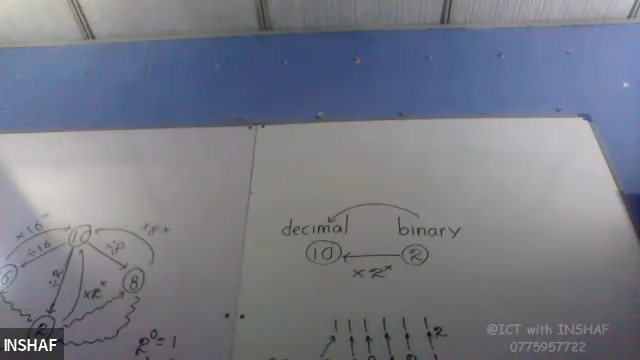 ×16ˣ
10
×8ˣ
÷16
÷8
÷2
×2ˣ
8
2
2⁰=1
decimal binary
10 2
×2ˣ
111111₂
INSHAF
@ICT with INSHAF
0775957722